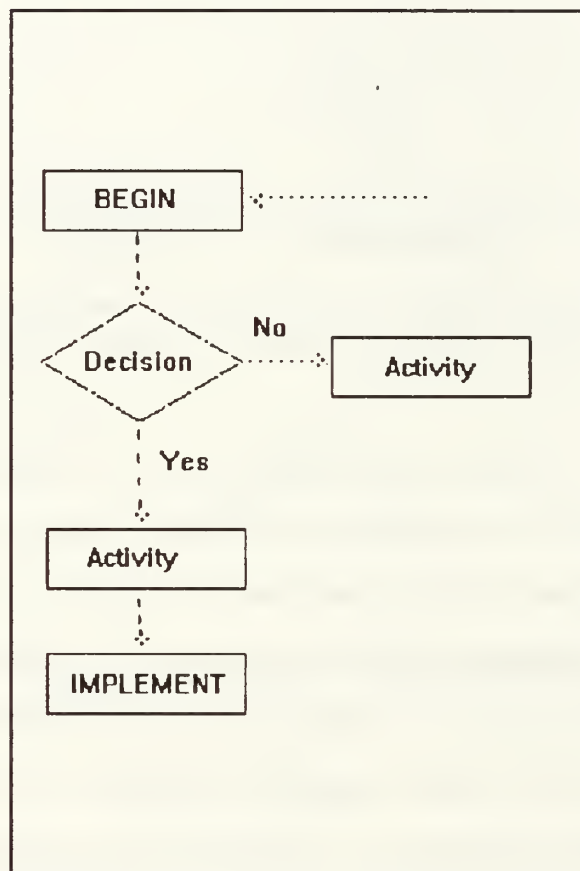 BEGIN
Decision
No
Activity
Yes
Activity
IMPLEMENT